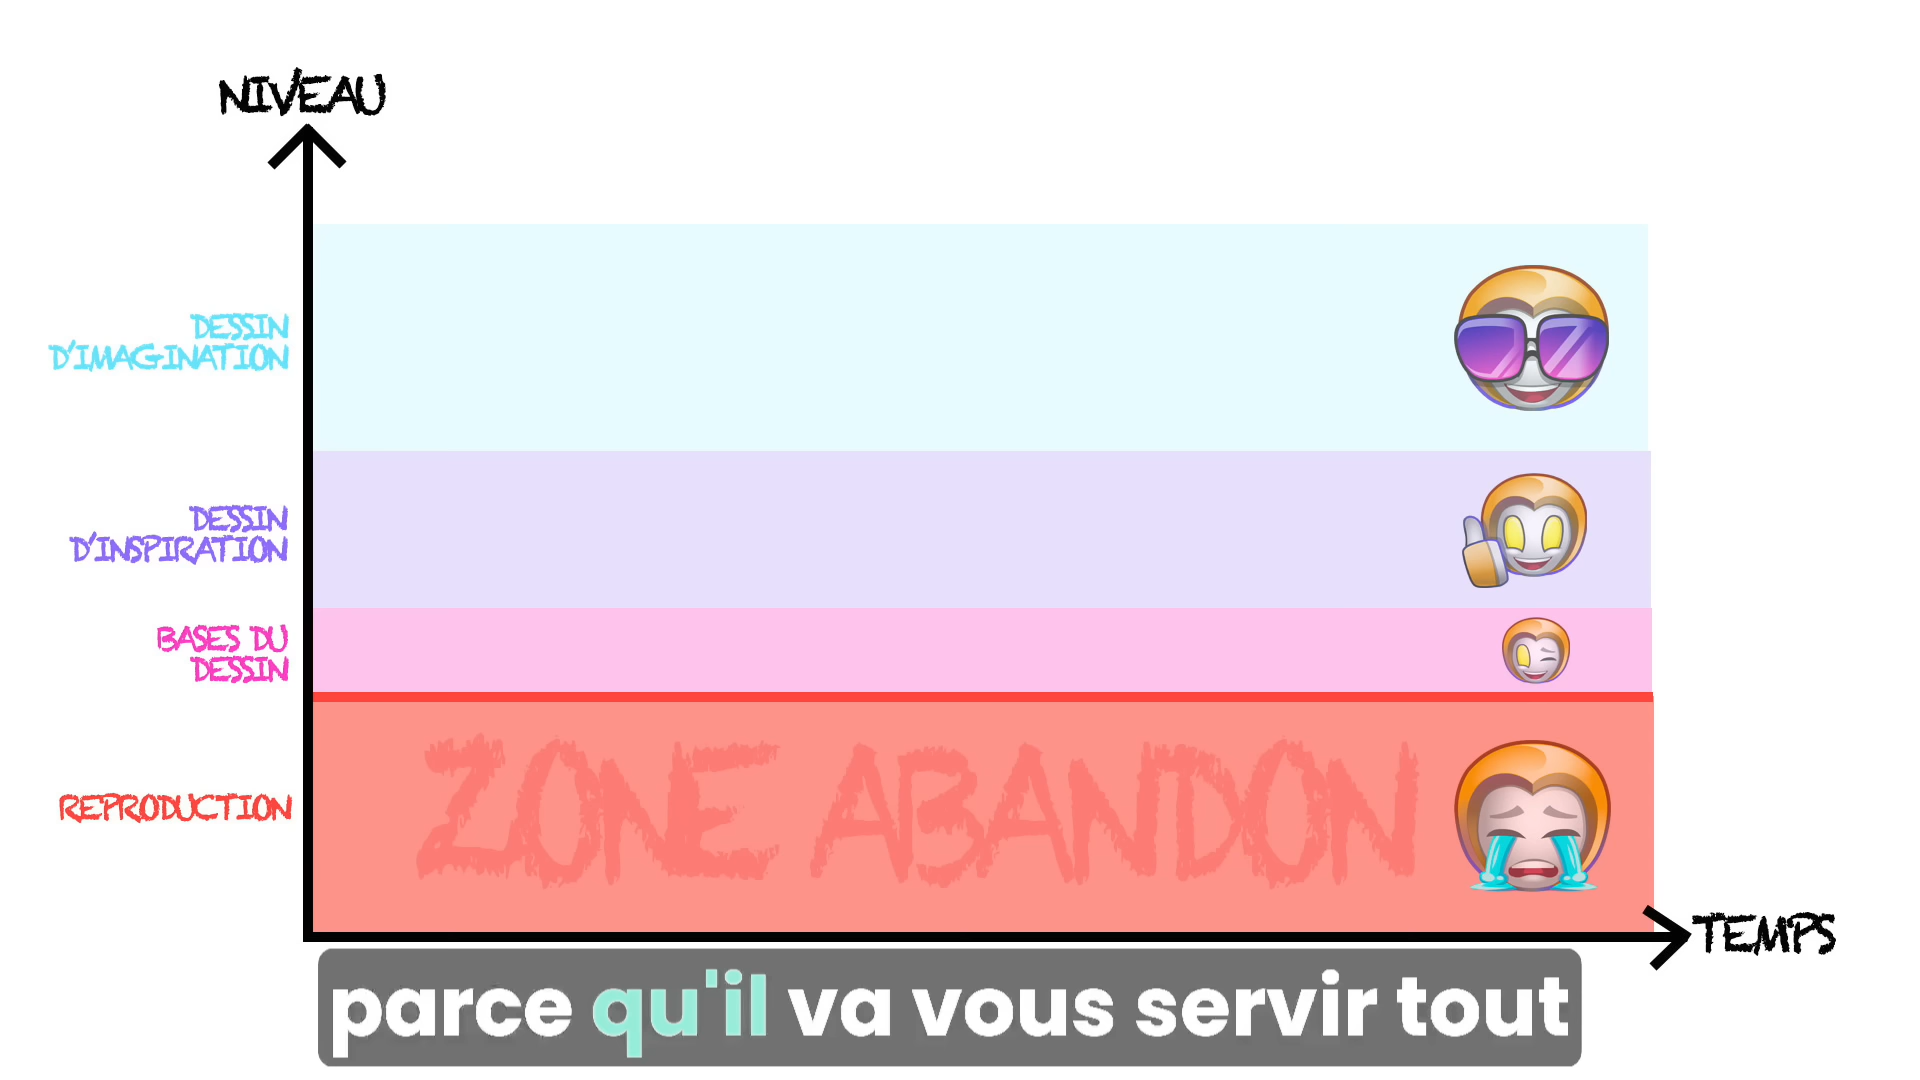 NIVEAU
DESSIN
D'IMAGINATION
DESSIN
D'INSPIRATION
BASES DU
DESSIN
ZONE ABANDON
REPRODUCTION
TEMPS
parce qu'il va vous servir tout